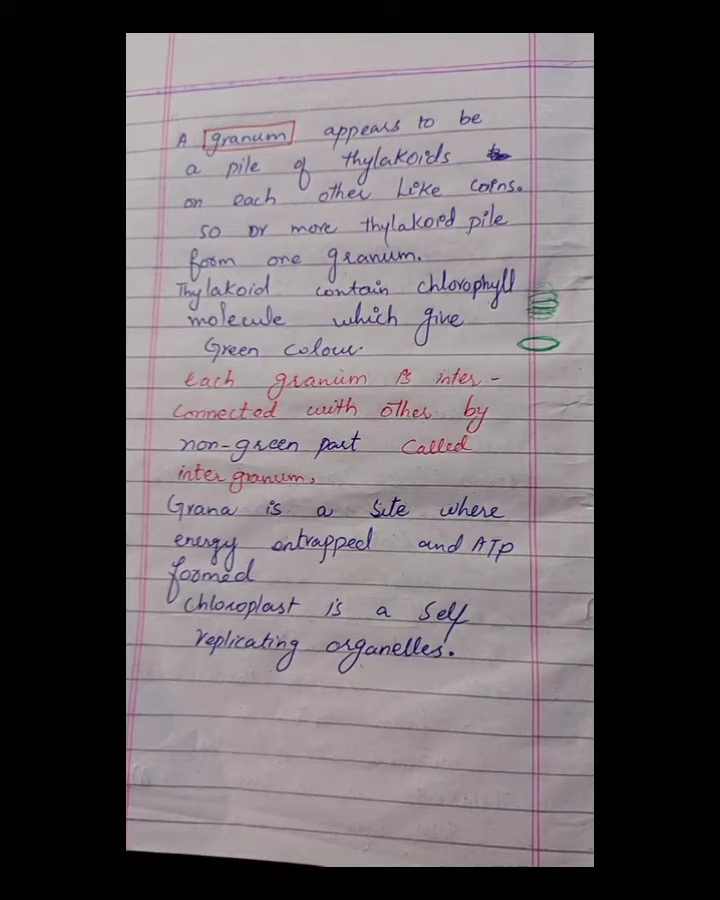 A granum appears to be
a pile of thylakoids
on each other Like coins.
50 or more thylakoid pile
form one granum.
Thylakoid contain chlorophyll
molecule which give
Green colour.
each granum is inter-
connected with other by
non-green part called
inter granum,
Grana is a site where
energy entrapped and ATP
formed
chloroplast is a self
replicating organelles.